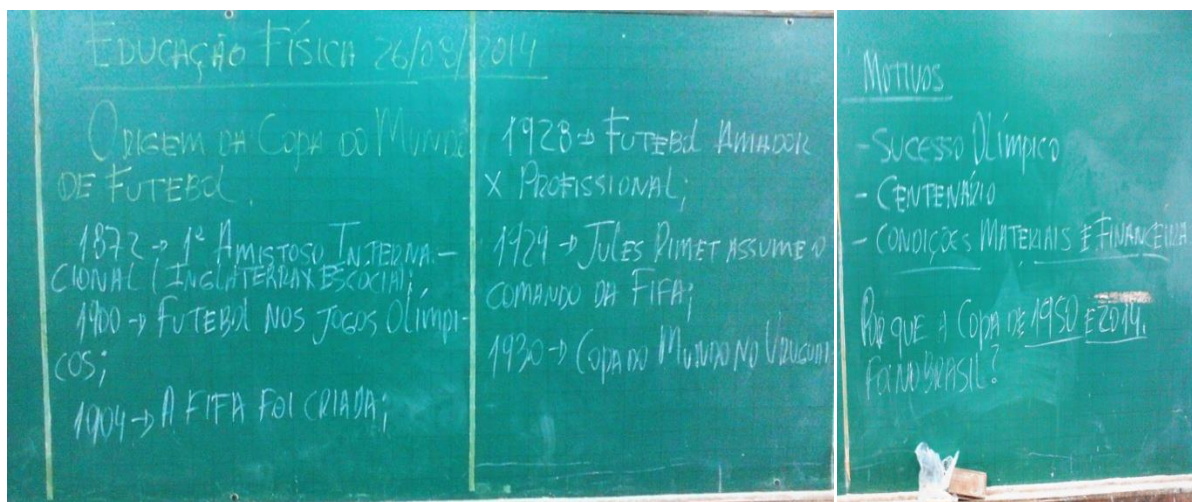 EDUCAÇÃO FÍSICA 26/08/2014
ORIGEM DA COPA DO MUNDO
DE FUTEBOL.
1872 → 1º AMISTOSO INTERNA-
CIONAL (INGLATERRA X ESCÓCIA);
1900 → FUTEBOL NOS JOGOS OLÍMPI-
COS;
1904 → A FIFA FOI CRIADA;
1928 → FUTEBOL AMADOR
X PROFISSIONAL;
1929 → JULES RIMET ASSUME O
COMANDO DA FIFA;
1930 → COPA DO MUNDO NO URUGUAI
MOTIVOS
- SUCESSO OLÍMPICO
- CENTENÁRIO
- CONDIÇÕES MATERIAIS E FINANCEIRA
POR QUE A COPA DE 1950 E 2014.
FOI NO BRASIL?